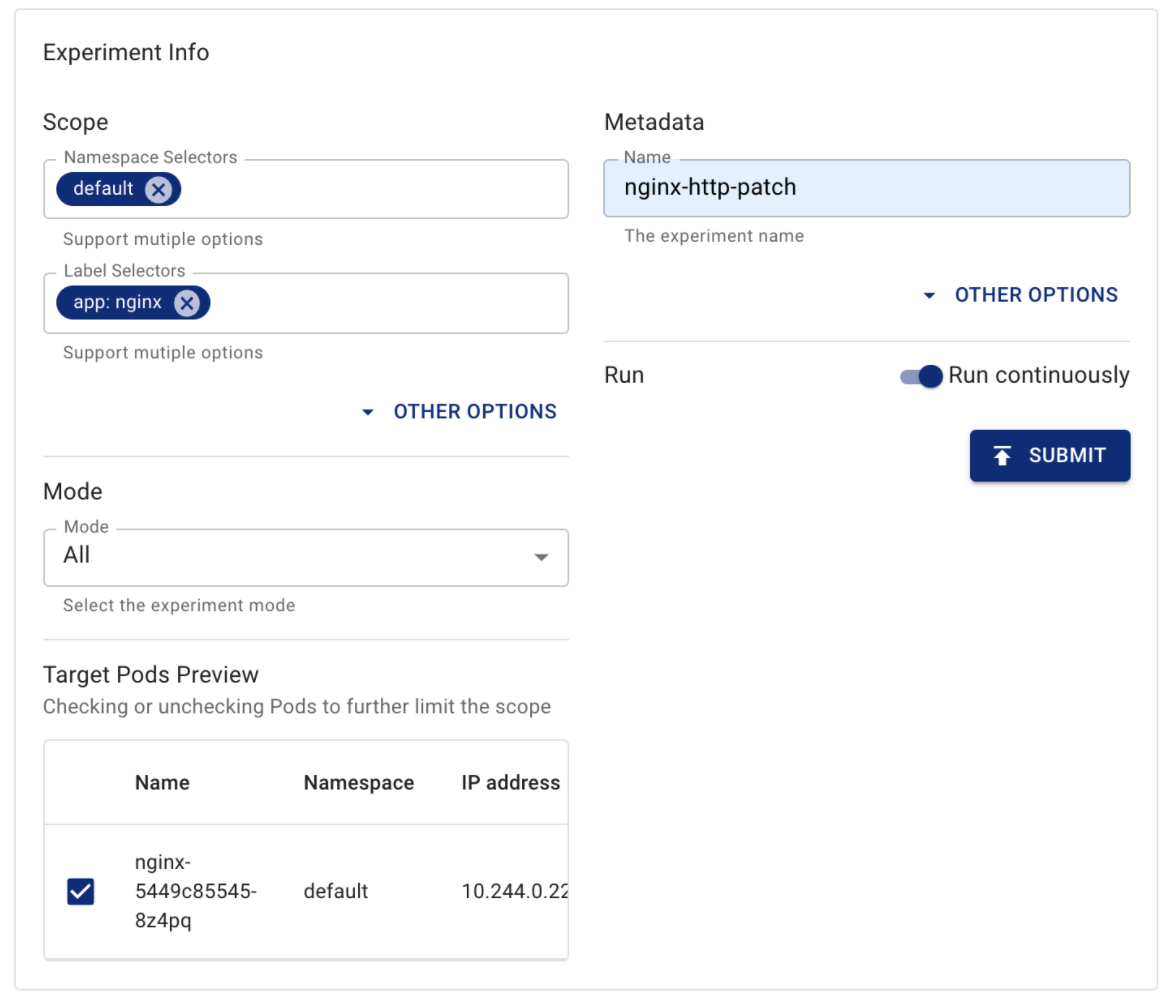 Experiment Info
Scope
Namespace Selectors
default
Support mutiple options
Label Selectors
app: nginx
Support mutiple options
OTHER OPTIONS
Mode
Mode
All
Select the experiment mode
Target Pods Preview
Checking or unchecking Pods to further limit the scope
Name Namespace IP address
nginx-
5449c85545-
8z4pq
default
10.244.0.22
Metadata
Name
nginx-http-patch
The experiment name
OTHER OPTIONS
Run
Run continuously
SUBMIT